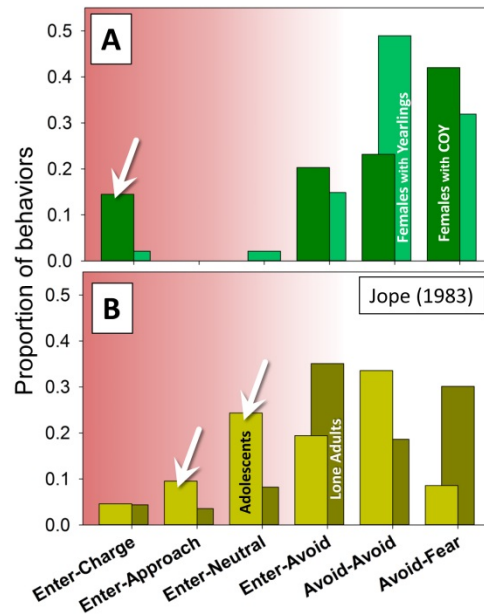 Proportion of behaviors
A
0.5
0.4
0.3
0.2
0.1
0.0
Females with Yearlings
Females with COY
B
Jope (1983)
0.5
0.4
0.3
0.2
0.1
0.0
Adolescents
Lone Adults
Enter-Charge
Enter-Approach
Enter-Neutral
Enter-Avoid
Avoid-Avoid
Avoid-Fear